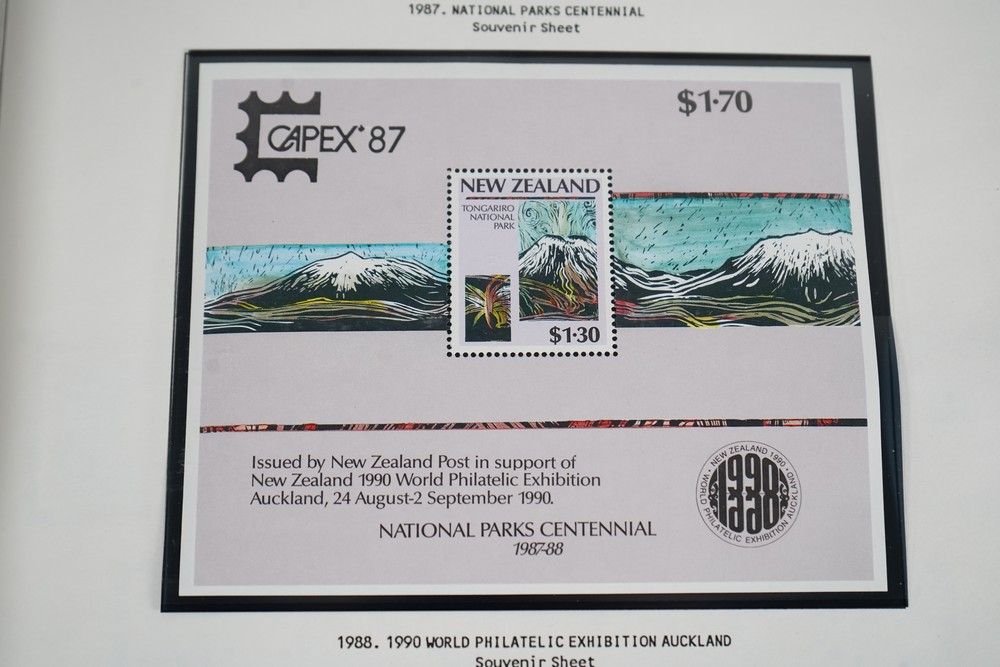 1987. NATIONAL PARKS CENTENNIAL
Souvenir Sheet
$1·70
CAPEX '87
NEW ZEALAND
TONGARIRO
NATIONAL
PARK
$1·30
Issued by New Zealand Post in support of
New Zealand 1990 World Philatelic Exhibition
Auckland, 24 August-2 September 1990.
NATIONAL PARKS CENTENNIAL
1987-88
• NEW ZEALAND 1990 •
1990
WORLD PHILATELIC EXHIBITION AUCKLAND
1988. 1990 WORLD PHILATELIC EXHIBITION AUCKLAND
Souvenir Sheet